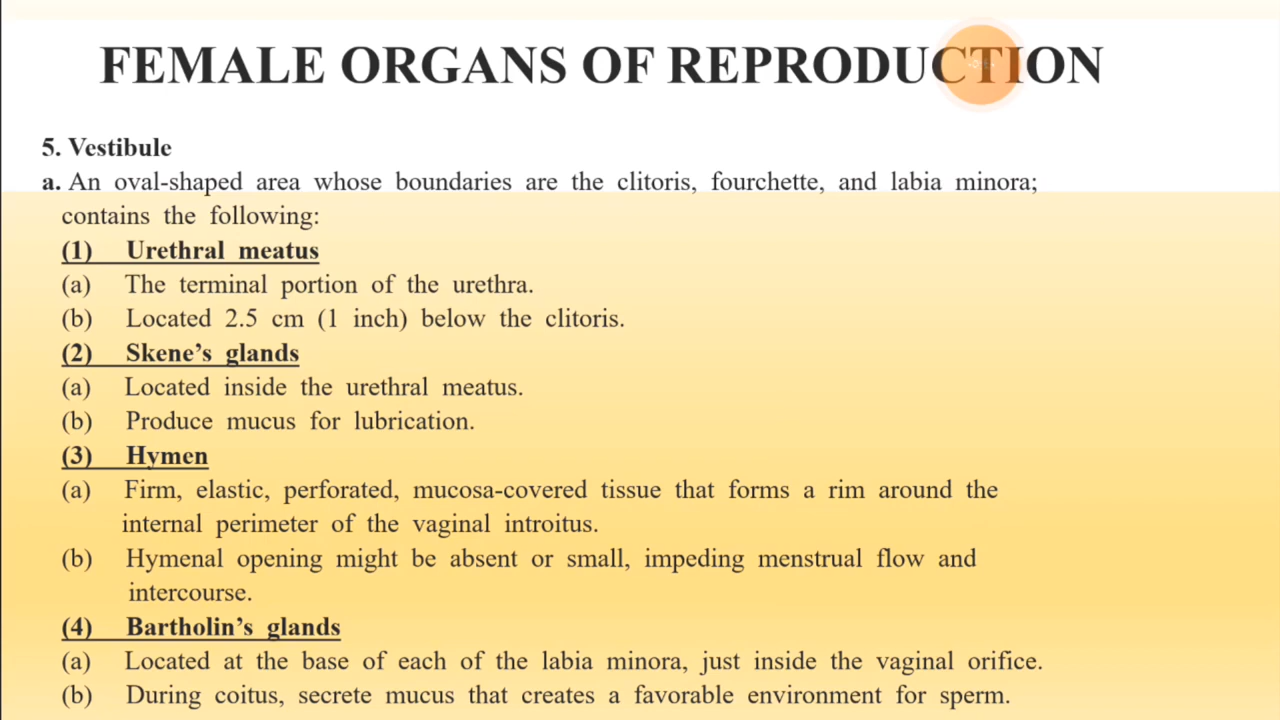 FEMALE ORGANS OF REPRODUCTION
5. Vestibule
a. An oval-shaped area whose boundaries are the clitoris, fourchette, and labia minora;
contains the following:
(1) Urethral meatus
(a) The terminal portion of the urethra.
(b) Located 2.5 cm (1 inch) below the clitoris.
(2) Skene’s glands
(a) Located inside the urethral meatus.
(b) Produce mucus for lubrication.
(3) Hymen
(a) Firm, elastic, perforated, mucosa-covered tissue that forms a rim around the
internal perimeter of the vaginal introitus.
(b) Hymenal opening might be absent or small, impeding menstrual flow and
intercourse.
(4) Bartholin’s glands
(a) Located at the base of each of the labia minora, just inside the vaginal orifice.
(b) During coitus, secrete mucus that creates a favorable environment for sperm.